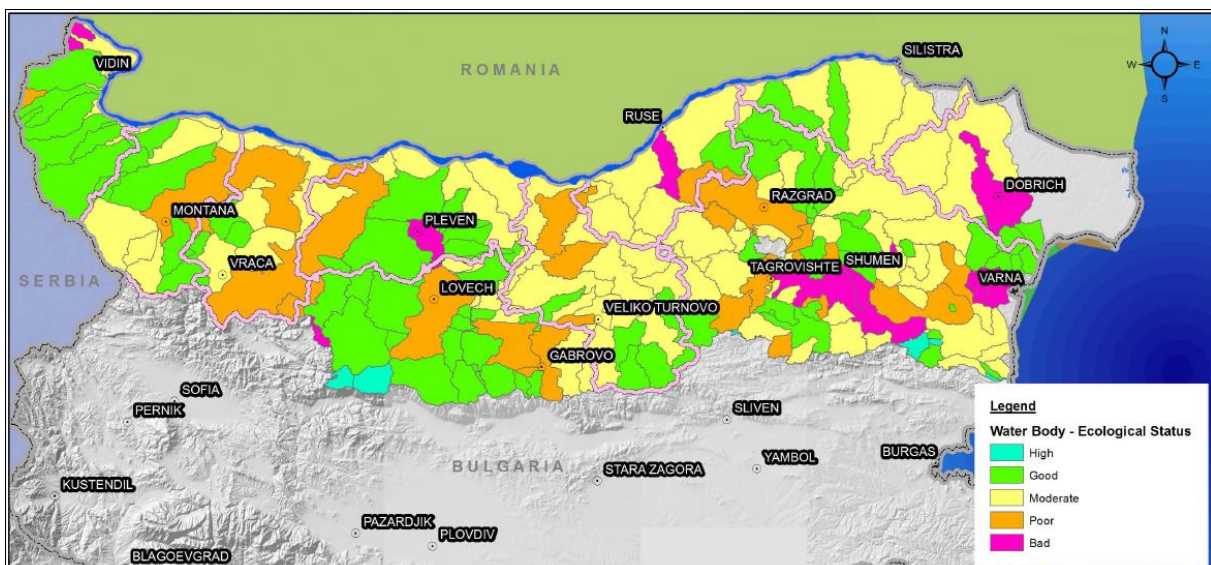 N
W E
S
ROMANIA
SILISTRA
VIDIN
RUSE
DOBRICH
RAZGRAD
MONTANA
PLEVEN
SHUMEN
TAGROVISHTE
VRACA
VARNA
SERBIA
LOVECH
VELIKO TURNOVO
GABROVO
SOFIA
PERNIK
SLIVEN
BULGARIA
STARA ZAGORA
YAMBOL
BURGAS
KUSTENDIL
PAZARDJIK
PLOVDIV
BLAGOEVGRAD
Legend
Water Body - Ecological Status
High
Good
Moderate
Poor
Bad